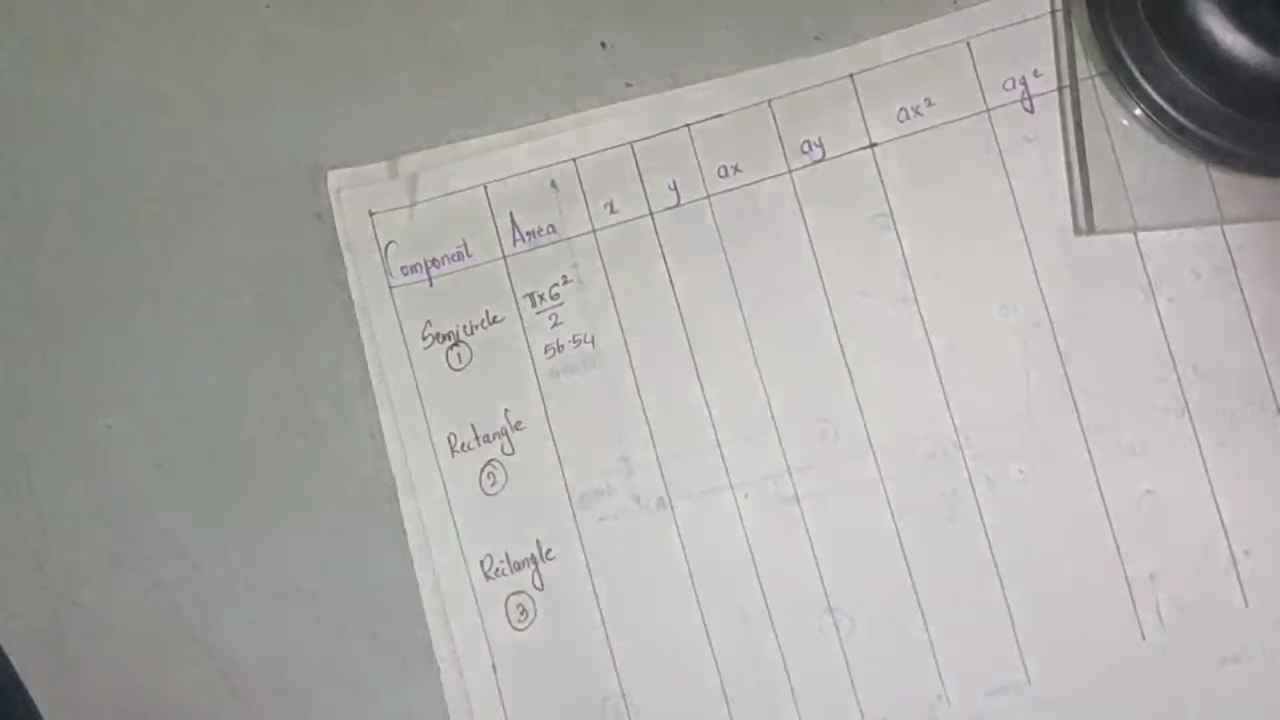 Component Area x y ax ay ax² ay²
Semicircle π×6²/2
① 56.54
Rectangle
②
Rectangle
③